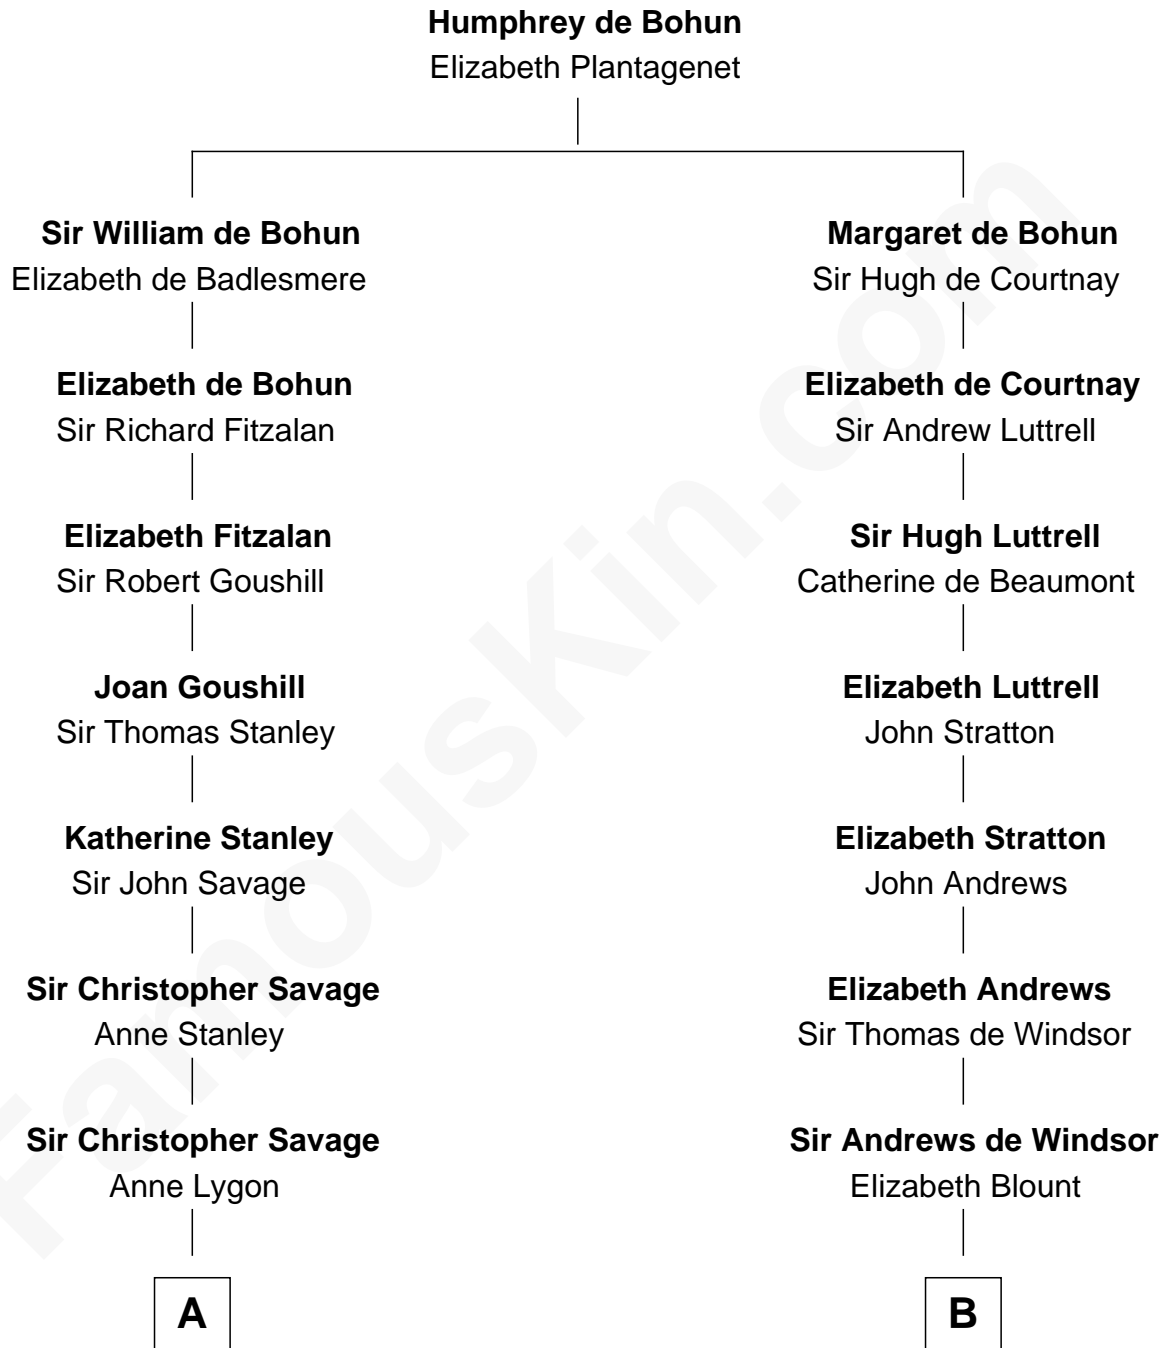 Humphrey de Bohun
Elizabeth Plantagenet
Sir William de Bohun
Elizabeth de Badlesmere
Margaret de Bohun
Sir Hugh de Courtnay
Elizabeth de Bohun
Sir Richard Fitzalan
Elizabeth de Courtnay
Sir Andrew Luttrell
Elizabeth Fitzalan
Sir Robert Goushill
Sir Hugh Luttrell
Catherine de Beaumont
Joan Goushill
Sir Thomas Stanley
Elizabeth Luttrell
John Stratton
Katherine Stanley
Sir John Savage
Elizabeth Stratton
John Andrews
Sir Christopher Savage
Anne Stanley
Elizabeth Andrews
Sir Thomas de Windsor
Sir Christopher Savage
Anne Lygon
Sir Andrews de Windsor
Elizabeth Blount
A
B
FamousKin.com